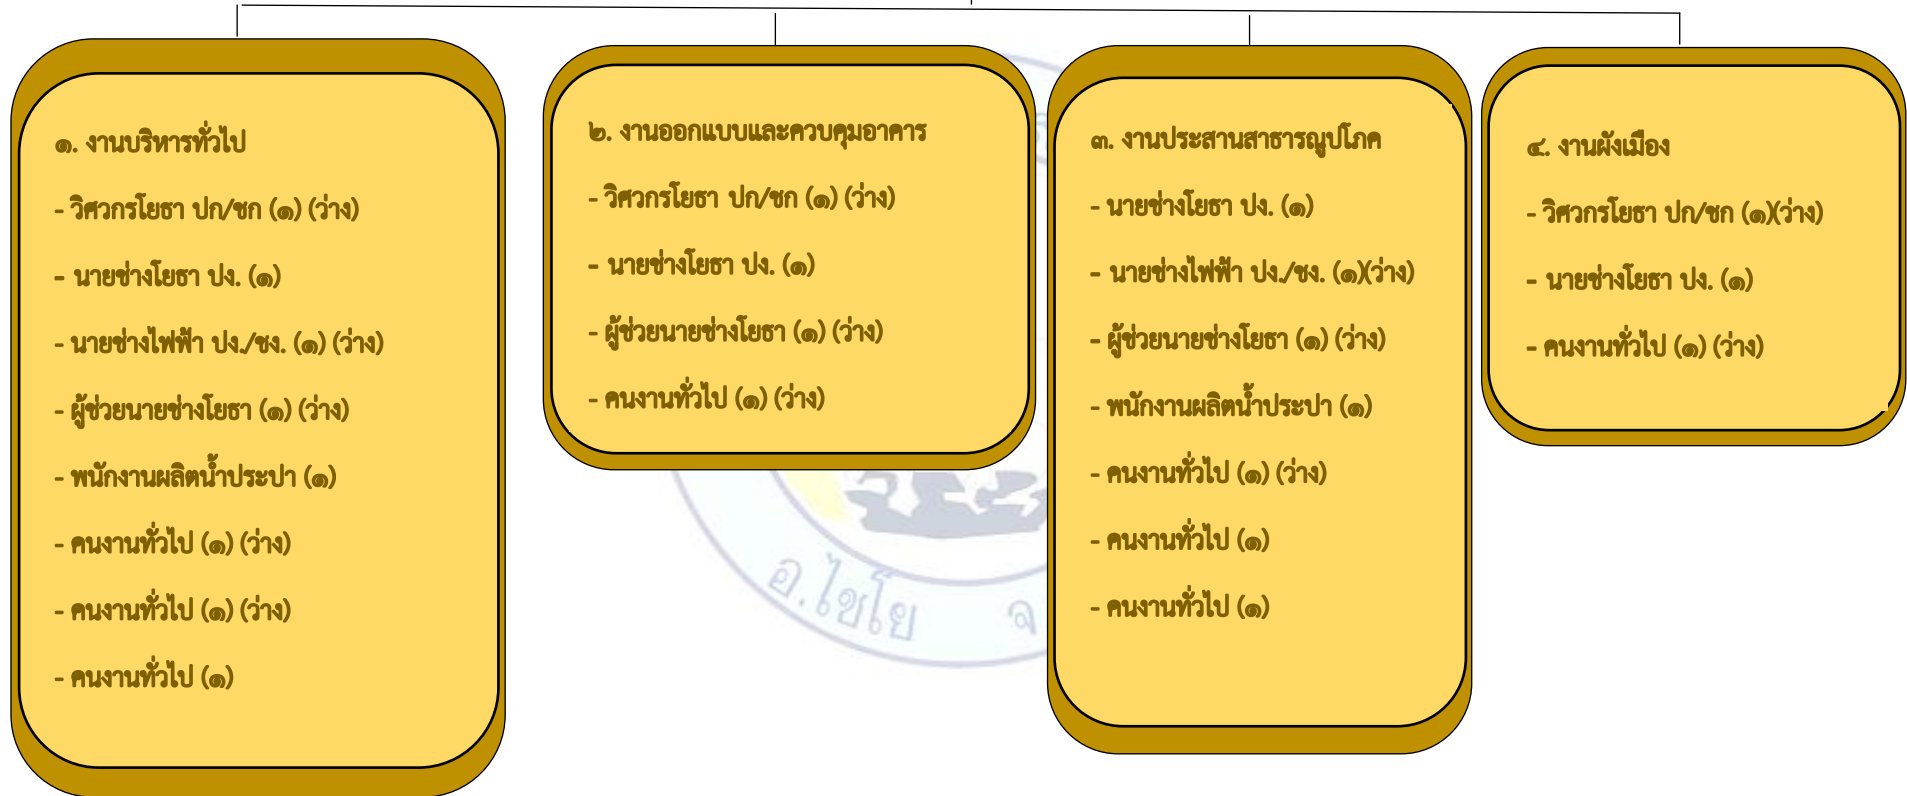 ๑. งานบริหารทั่วไป
- วิศวกรโยธา ปก/ชก (๑) (ว่าง)
- นายช่างโยธา ปง. (๑)
- นายช่างไฟฟ้า ปง./ชง. (๑) (ว่าง)
- ผู้ช่วยนายช่างโยธา (๑) (ว่าง)
- พนักงานผลิตน้ำประปา (๑)
- คนงานทั่วไป (๑) (ว่าง)
- คนงานทั่วไป (๑) (ว่าง)
- คนงานทั่วไป (๑)
๒. งานออกแบบและควบคุมอาคาร
- วิศวกรโยธา ปก/ชก (๑) (ว่าง)
- นายช่างโยธา ปง. (๑)
- ผู้ช่วยนายช่างโยธา (๑) (ว่าง)
- คนงานทั่วไป (๑) (ว่าง)
๓. งานประสานสาธารณูปโภค
- นายช่างโยธา ปง. (๑)
- นายช่างไฟฟ้า ปง./ชง. (๑)(ว่าง)
- ผู้ช่วยนายช่างโยธา (๑) (ว่าง)
- พนักงานผลิตน้ำประปา (๑)
- คนงานทั่วไป (๑) (ว่าง)
- คนงานทั่วไป (๑)
- คนงานทั่วไป (๑)
๔. งานผังเมือง
- วิศวกรโยธา ปก/ชก (๑)(ว่าง)
- นายช่างโยธา ปง. (๑)
- คนงานทั่วไป (๑) (ว่าง)
อ.ไชโย จ